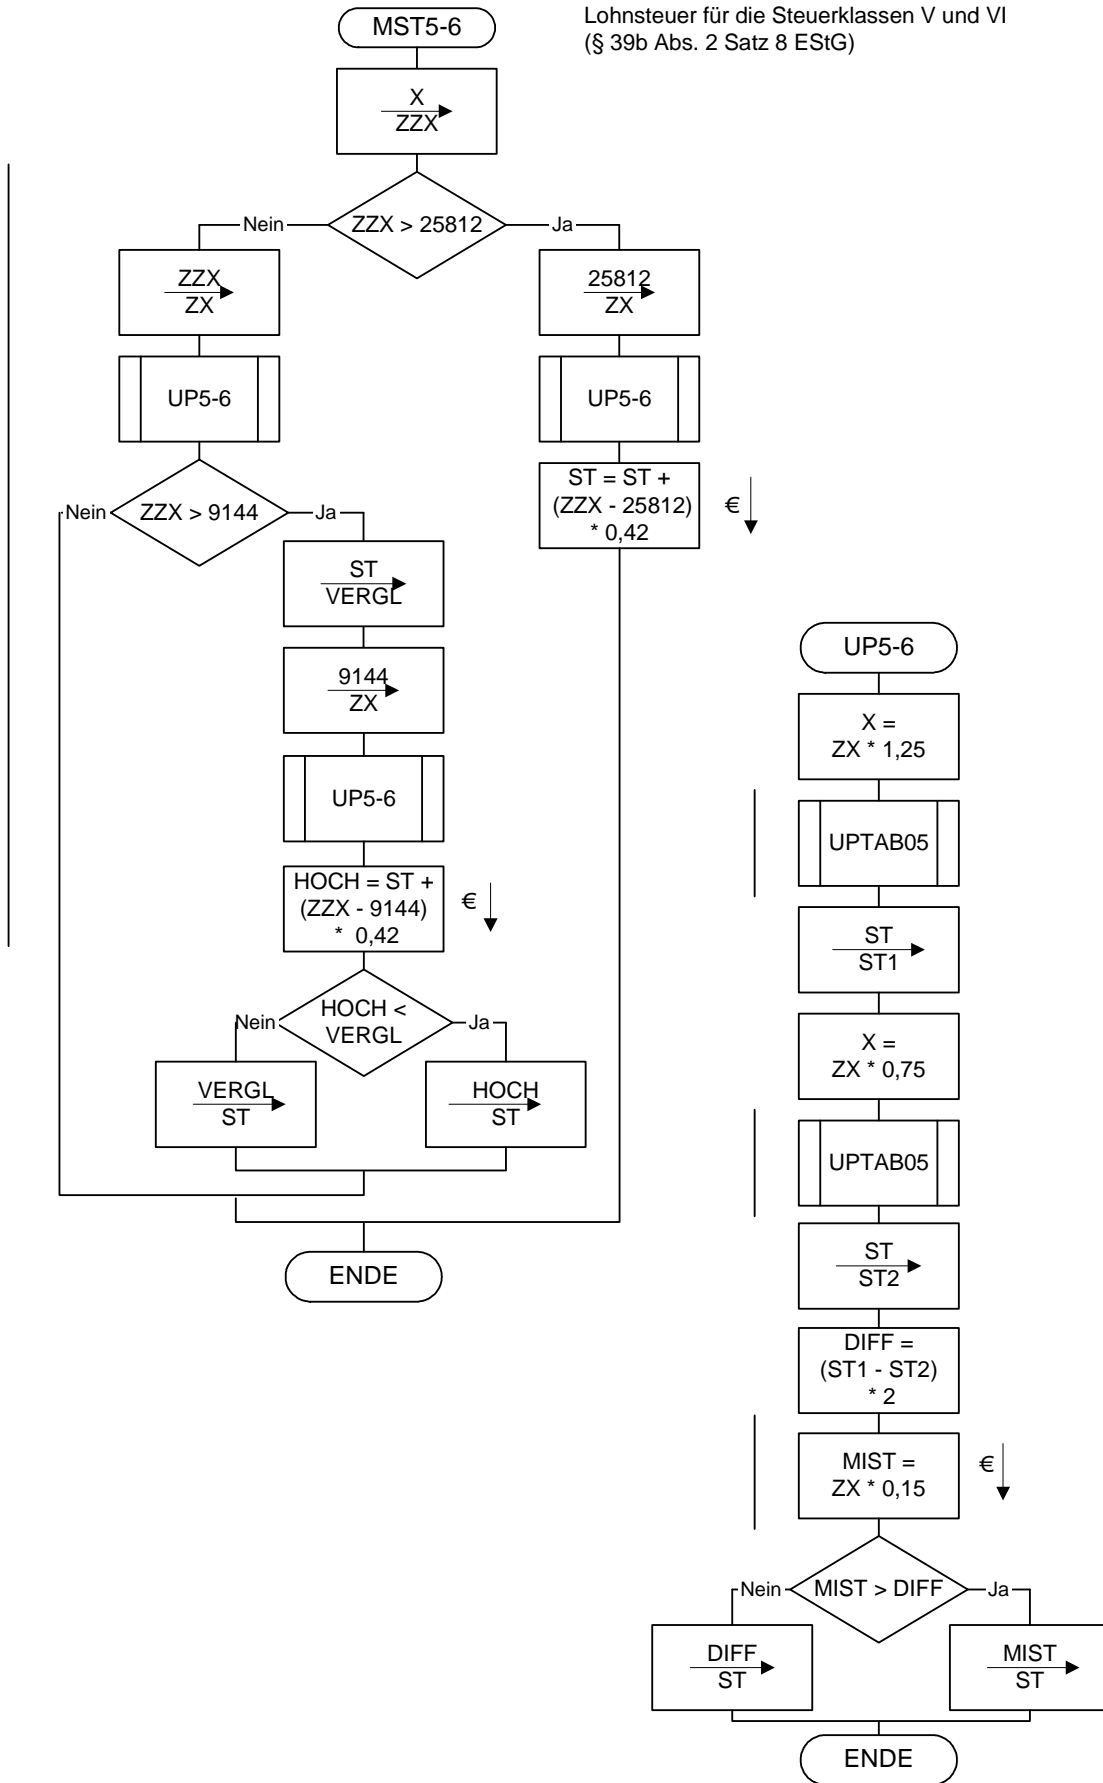 Lohnsteuer für die Steuerklassen V und VI
(§ 39b Abs. 2 Satz 8 EStG)
MST5-6
X
ZZX
ZZX > 25812
Nein
Ja
ZZX
ZX
25812
ZX
UP5-6
UP5-6
ST = ST +
(ZZX - 25812)
* 0,42
€
ZZX > 9144
Nein
Ja
ST
VERGL
9144
ZX
UP5-6
HOCH = ST +
(ZZX - 9144)
* 0,42
€
HOCH <
VERGL
Nein
Ja
VERGL
ST
HOCH
ST
ENDE
UP5-6
X =
ZX * 1,25
UPTAB05
ST
ST1
X =
ZX * 0,75
UPTAB05
ST
ST2
DIFF =
(ST1 - ST2)
* 2
MIST =
ZX * 0,15
€
MIST > DIFF
Nein
Ja
DIFF
ST
MIST
ST
ENDE